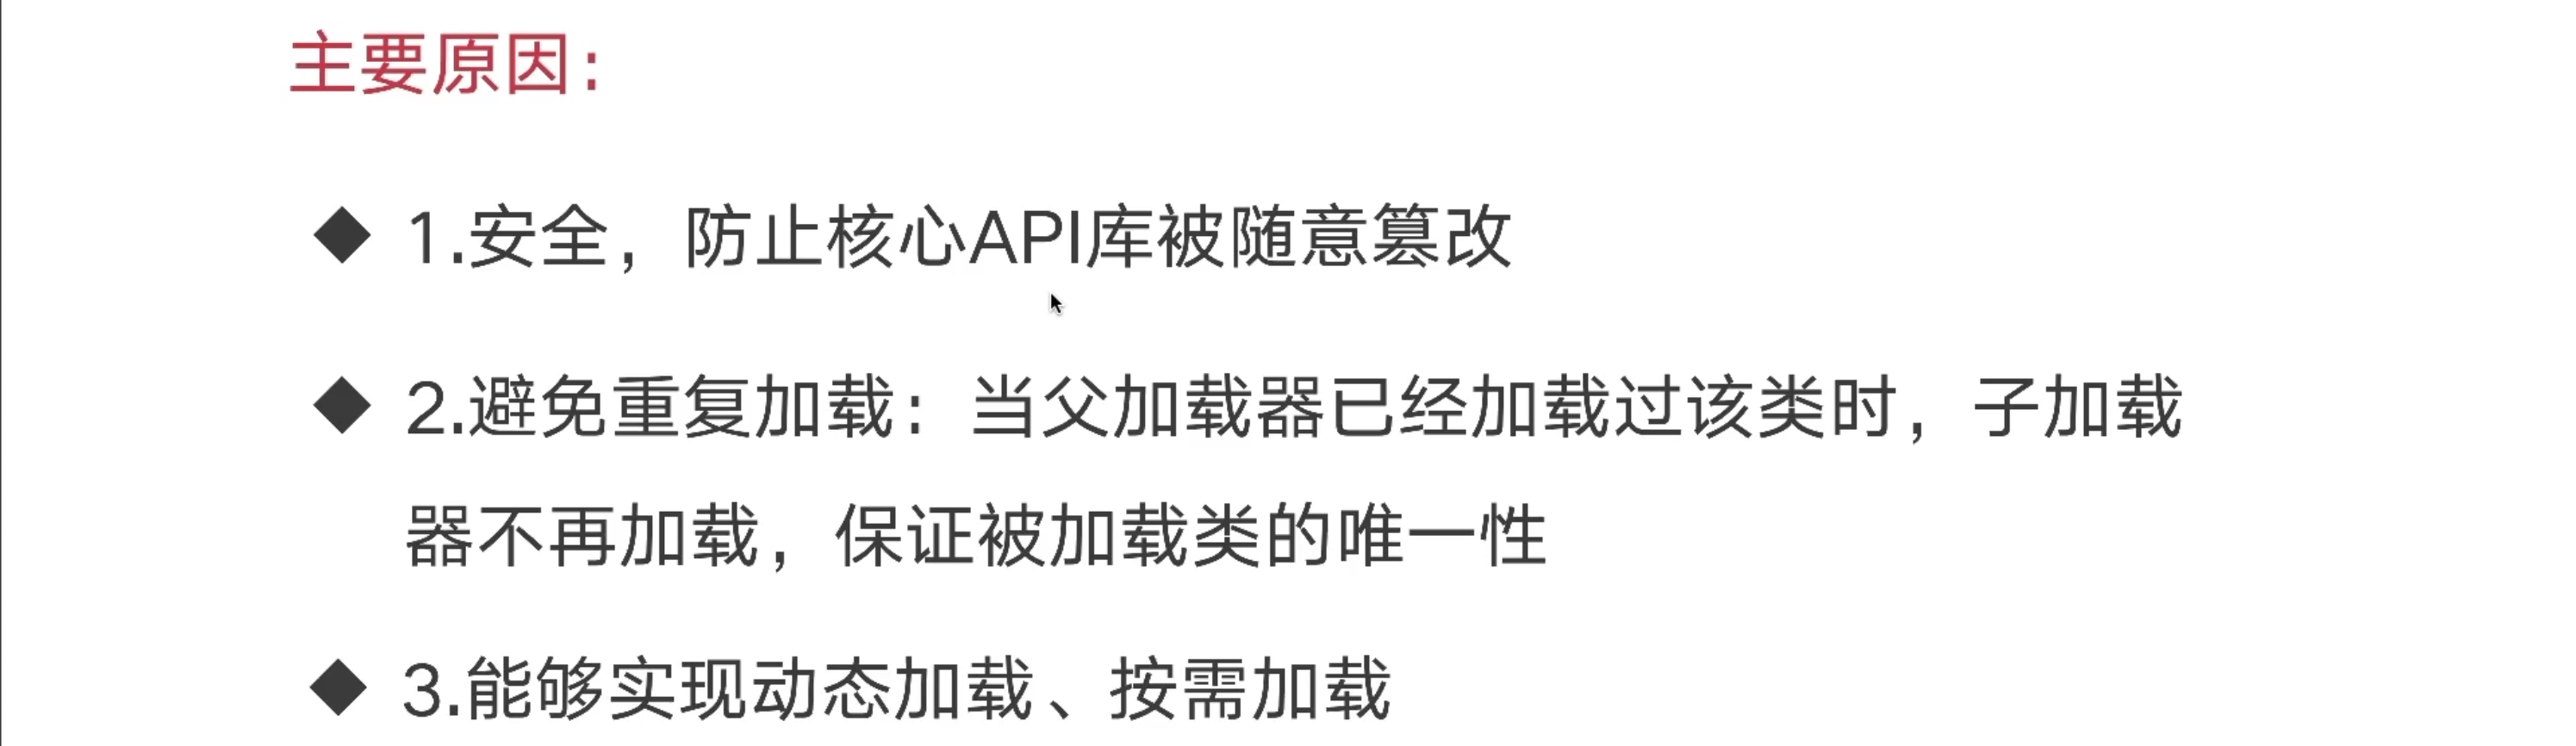 主要原因：
◆ 1.安全，防止核心API库被随意篡改
◆ 2.避免重复加载：当父加载器已经加载过该类时，子加载
器不再加载，保证被加载类的唯一性
◆ 3.能够实现动态加载、按需加载